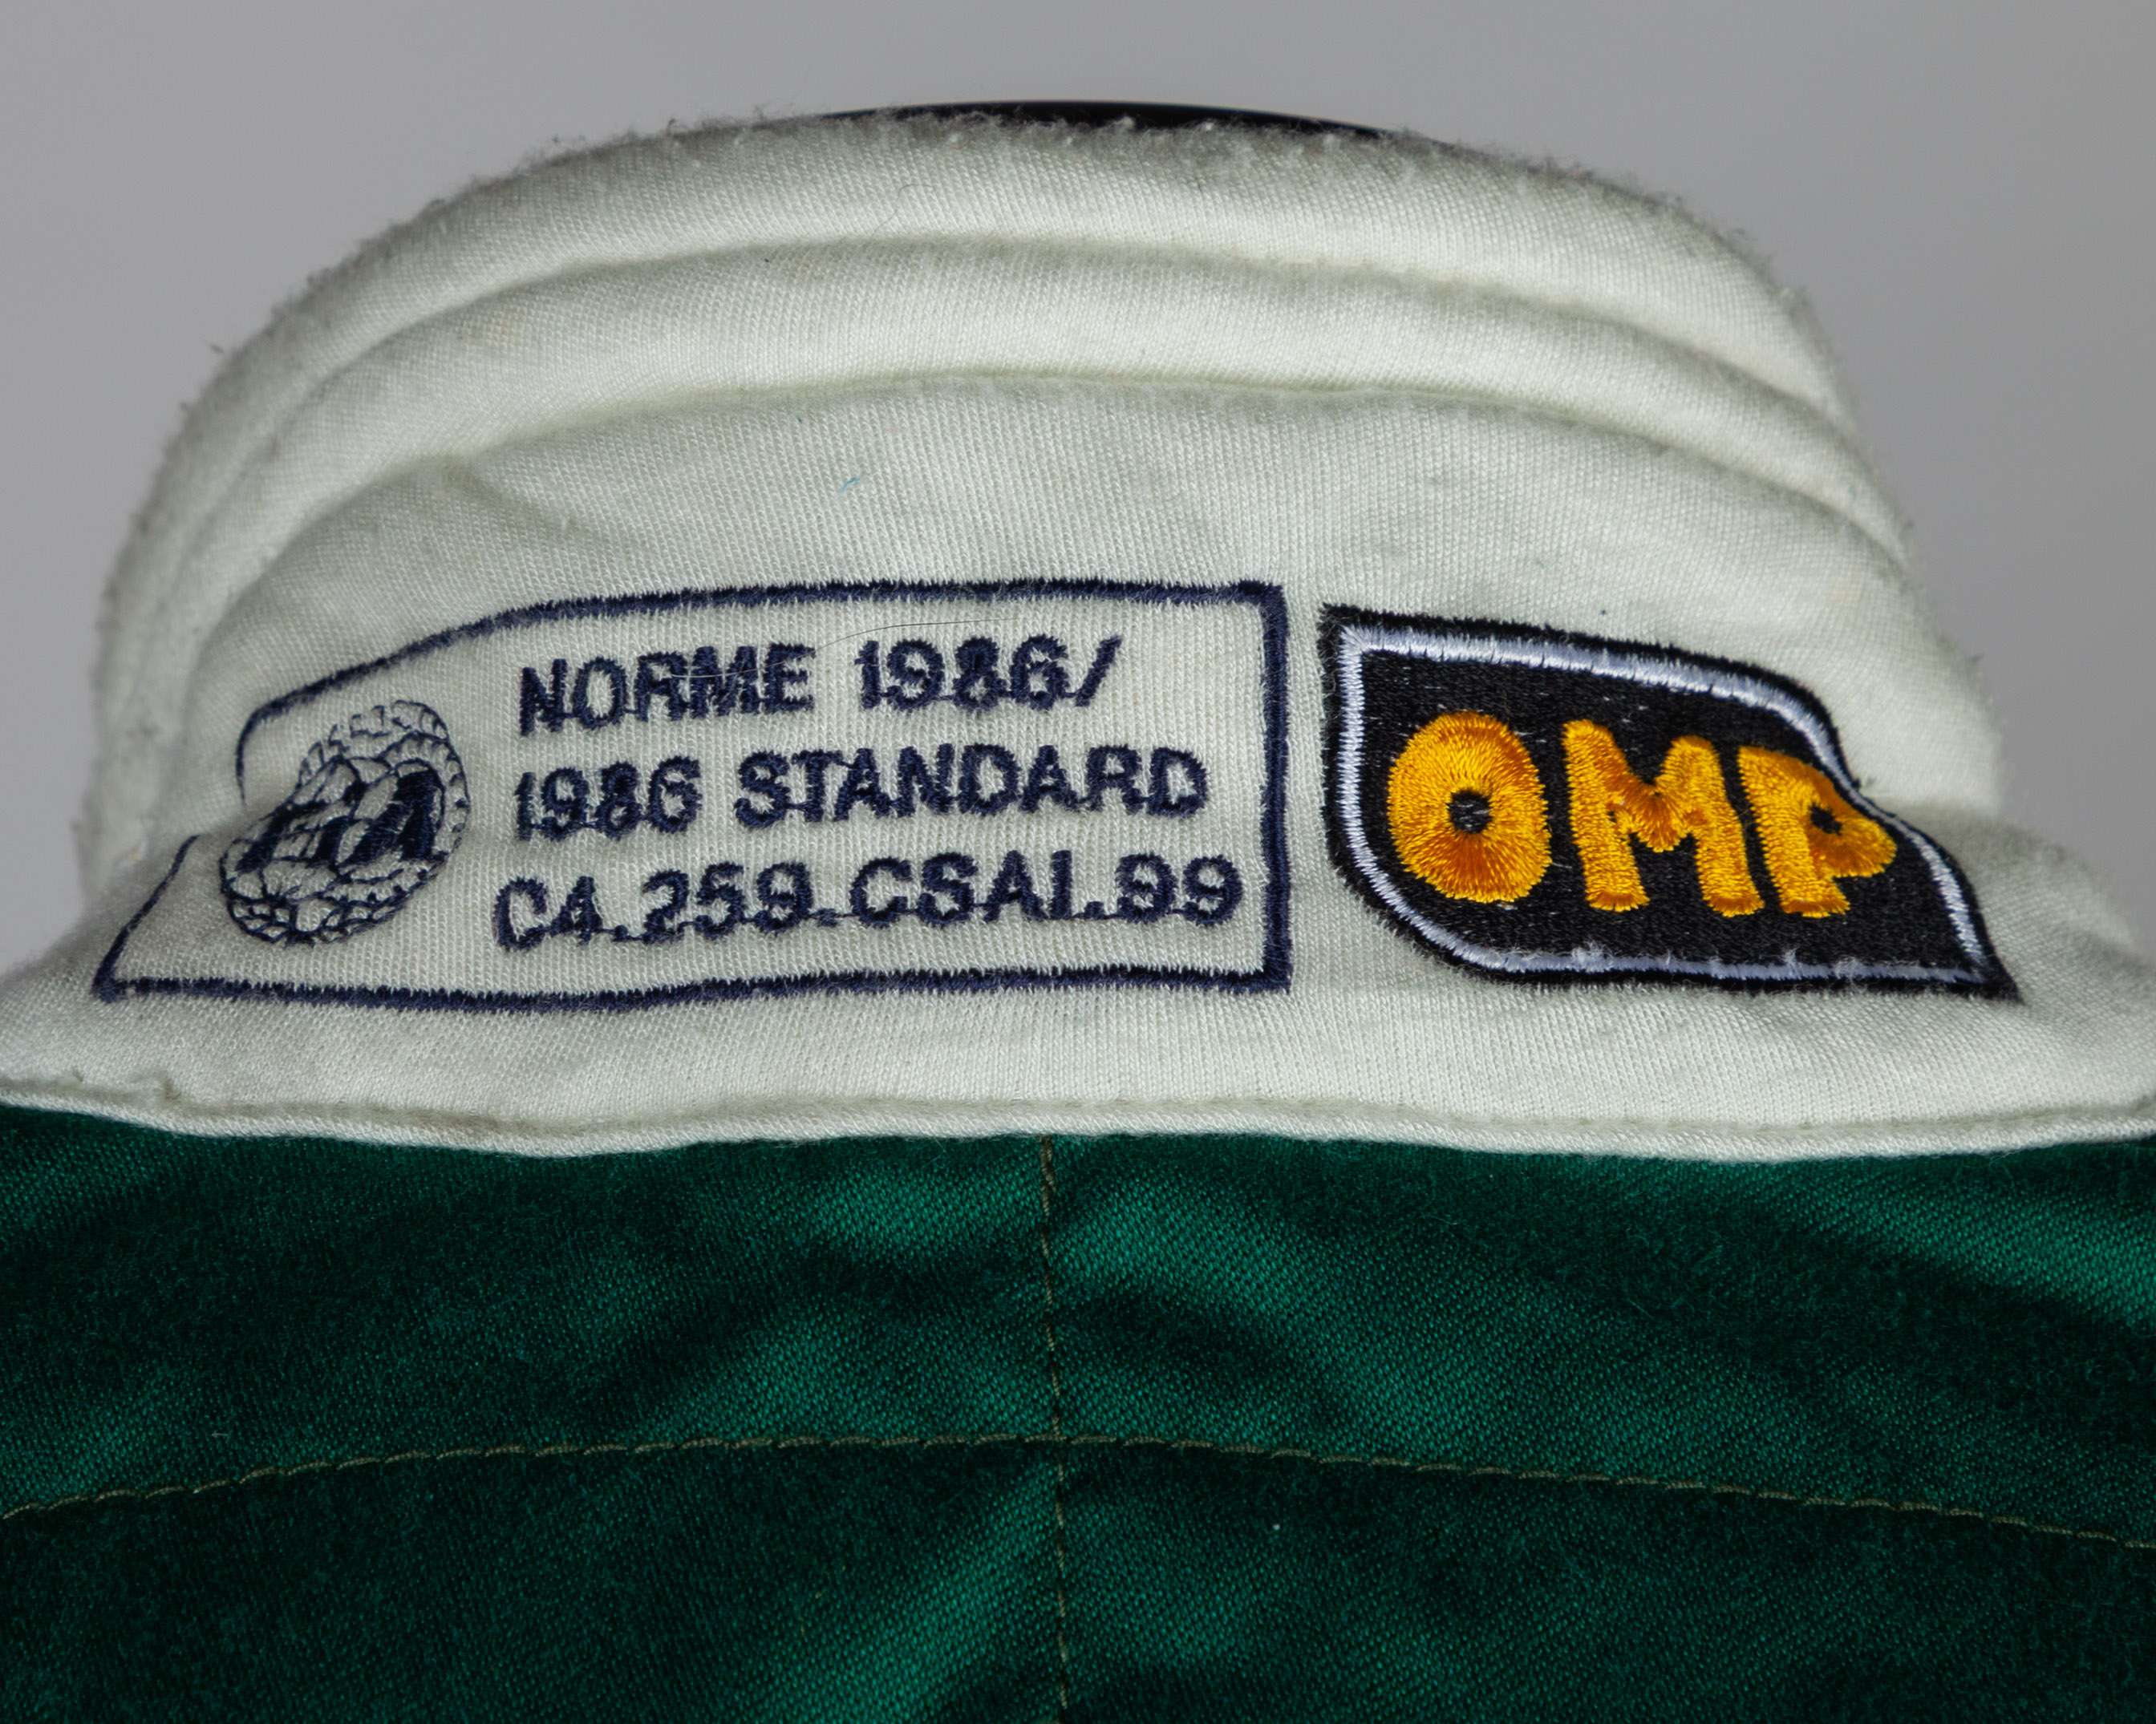 NORME 1986/
1986 STANDARD
C4.259.CSAI.99
OMP